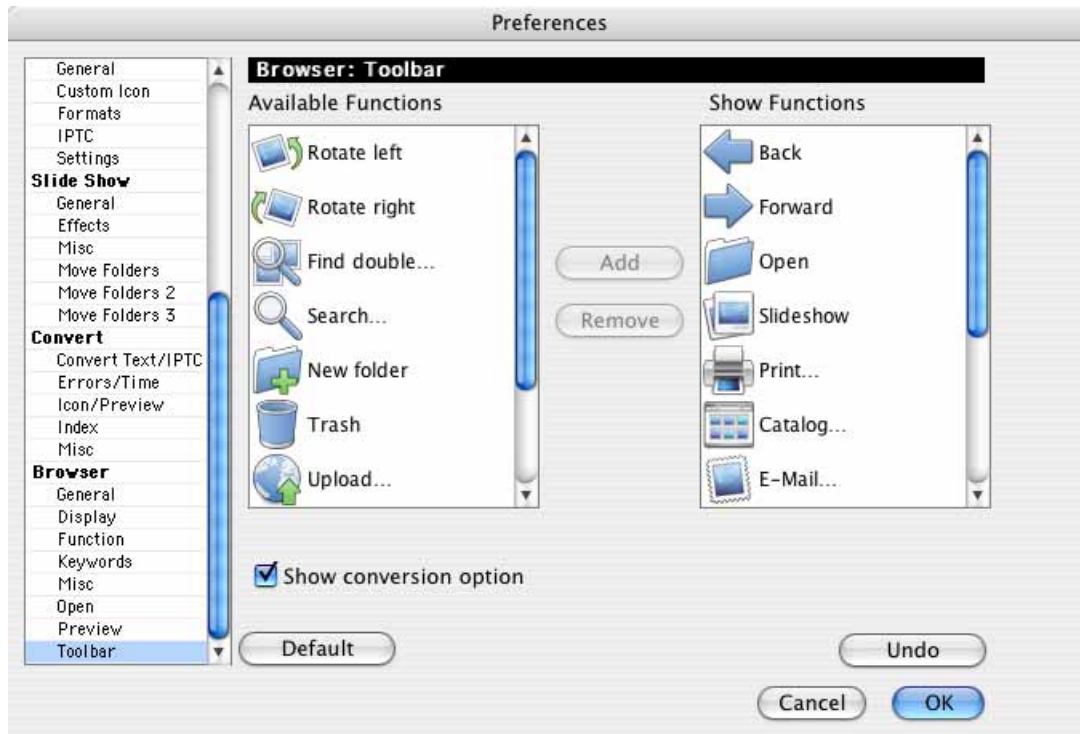 Preferences
General
Custom Icon
Formats
IPTC
Settings
Slide Show
General
Effects
Misc
Move Folders
Move Folders 2
Move Folders 3
Convert
Convert Text/IPTC
Errors/Time
Icon/Preview
Index
Misc
Browser
General
Display
Function
Keywords
Misc
Open
Preview
Toolbar
Browser: Toolbar
Available Functions
Rotate left
Rotate right
Find double...
Search...
New folder
Trash
Upload...
Add
Remove
Show Functions
Back
Forward
Open
Slideshow
Print...
Catalog...
E-Mail...
Show conversion option
Default
Undo
Cancel
OK